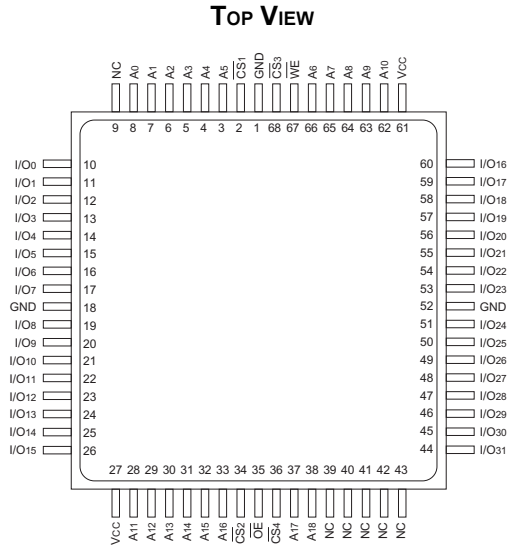 TOP VIEW
NC A0 A1 A2 A3 A4 A5 CS1 GND CS3 WE A6 A7 A8 A9 A10 VCC
9 8 7 6 5 4 3 2 1 68 67 66 65 64 63 62 61
I/O0 10 60 I/O16
I/O1 11 59 I/O17
I/O2 12 58 I/O18
I/O3 13 57 I/O19
I/O4 14 56 I/O20
I/O5 15 55 I/O21
I/O6 16 54 I/O22
I/O7 17 53 I/O23
GND 18 52 GND
I/O8 19 51 I/O24
I/O9 20 50 I/O25
I/O10 21 49 I/O26
I/O11 22 48 I/O27
I/O12 23 47 I/O28
I/O13 24 46 I/O29
I/O14 25 45 I/O30
I/O15 26 44 I/O31
27 28 29 30 31 32 33 34 35 36 37 38 39 40 41 42 43
VCC A11 A12 A13 A14 A15 A16 CS2 OE CS4 A17 A18 NC NC NC NC NC